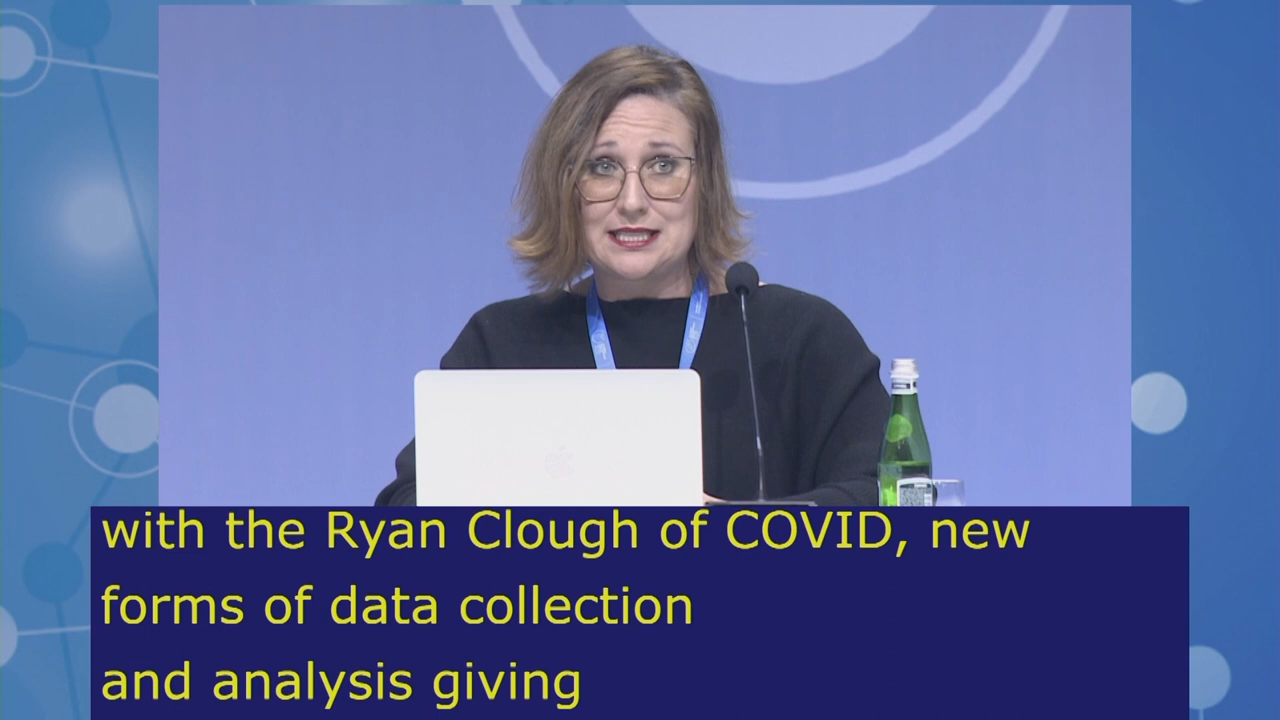 with the Ryan Clough of COVID, new
forms of data collection
and analysis giving